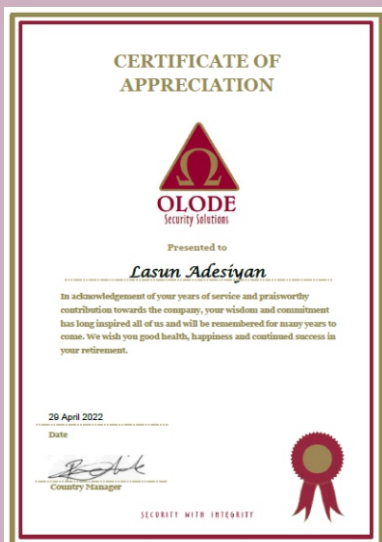 CERTIFICATE OF
APPRECIATION
Ω
OLODE
Security Solutions
Presented to
Lasun Adesiyan
In acknowledgement of your years of service and praisworthy
contribution towards the company, your wisdom and commitment
has long inspired all of us and will be remembered for many years to
come. We wish you good health, happiness and continued success in
your retirement.
29 April 2022
Date
Country Manager
SECURITY WITH INTEGRITY